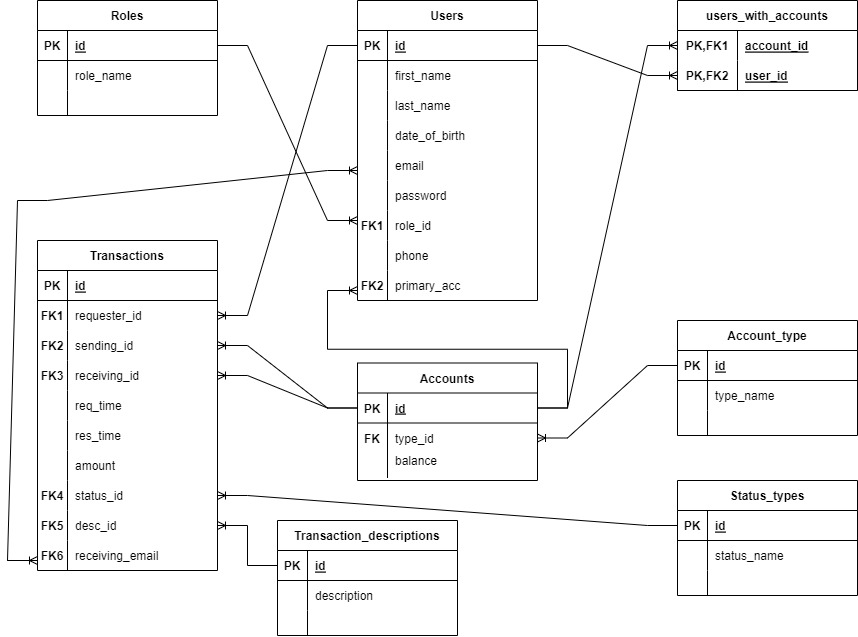 Roles
PK id
role_name
Users
PK id
first_name
last_name
date_of_birth
email
password
FK1 role_id
phone
FK2 primary_acc
users_with_accounts
PK,FK1 account_id
PK,FK2 user_id
Transactions
PK id
FK1 requester_id
FK2 sending_id
FK3 receiving_id
req_time
res_time
amount
FK4 status_id
FK5 desc_id
FK6 receiving_email
Accounts
PK id
FK type_id
balance
Account_type
PK id
type_name
Status_types
PK id
status_name
Transaction_descriptions
PK id
description